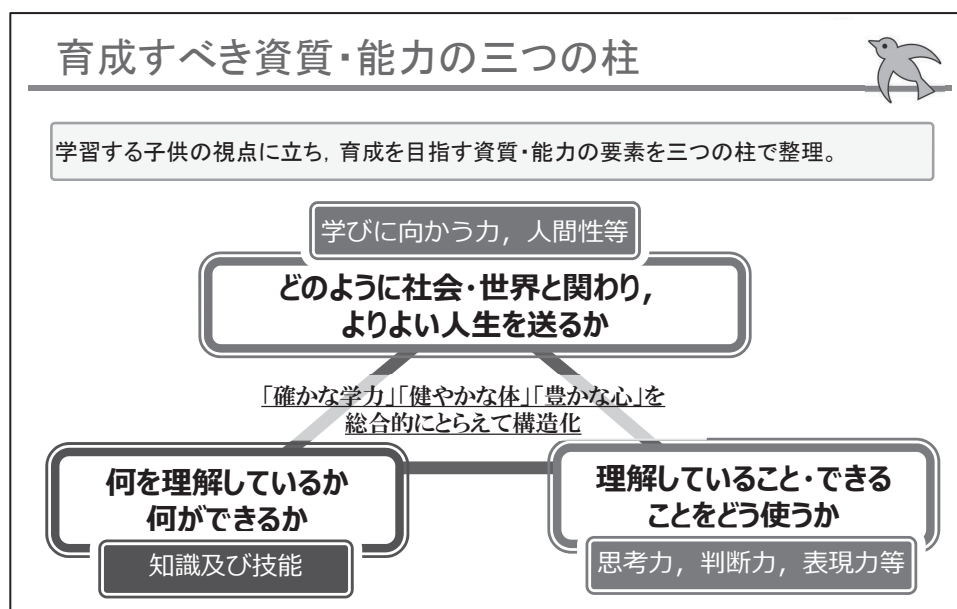 育成すべき資質・能力の三つの柱
学習する子供の視点に立ち，育成を目指す資質・能力の要素を三つの柱で整理。
学びに向かう力，人間性等
どのように社会・世界と関わり，
よりよい人生を送るか
「確かな学力」「健やかな体」「豊かな心」を
総合的にとらえて構造化
何を理解しているか
何ができるか
知識及び技能
理解していること・できる
ことをどう使うか
思考力，判断力，表現力等